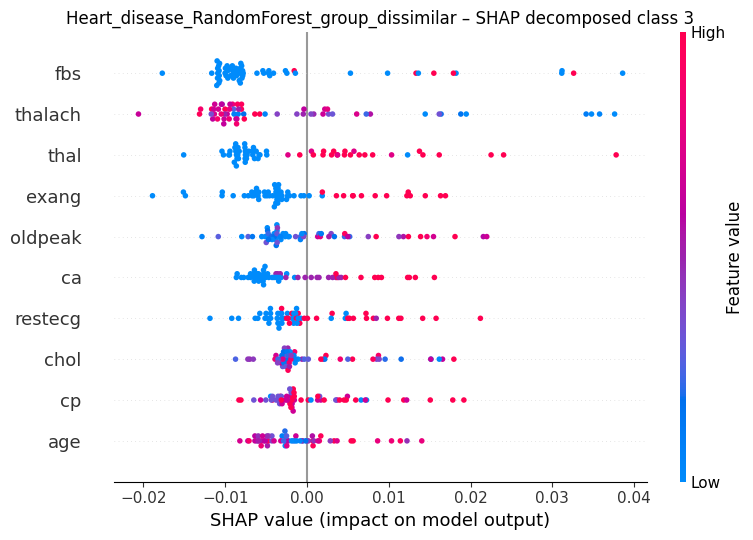 Heart_disease_RandomForest_group_dissimilar – SHAP decomposed class 3
High
fbs
thalach
thal
exang
oldpeak
ca
restecg
chol
cp
age
Feature value
Low
−0.02 −0.01 0.00 0.01 0.02 0.03 0.04
SHAP value (impact on model output)